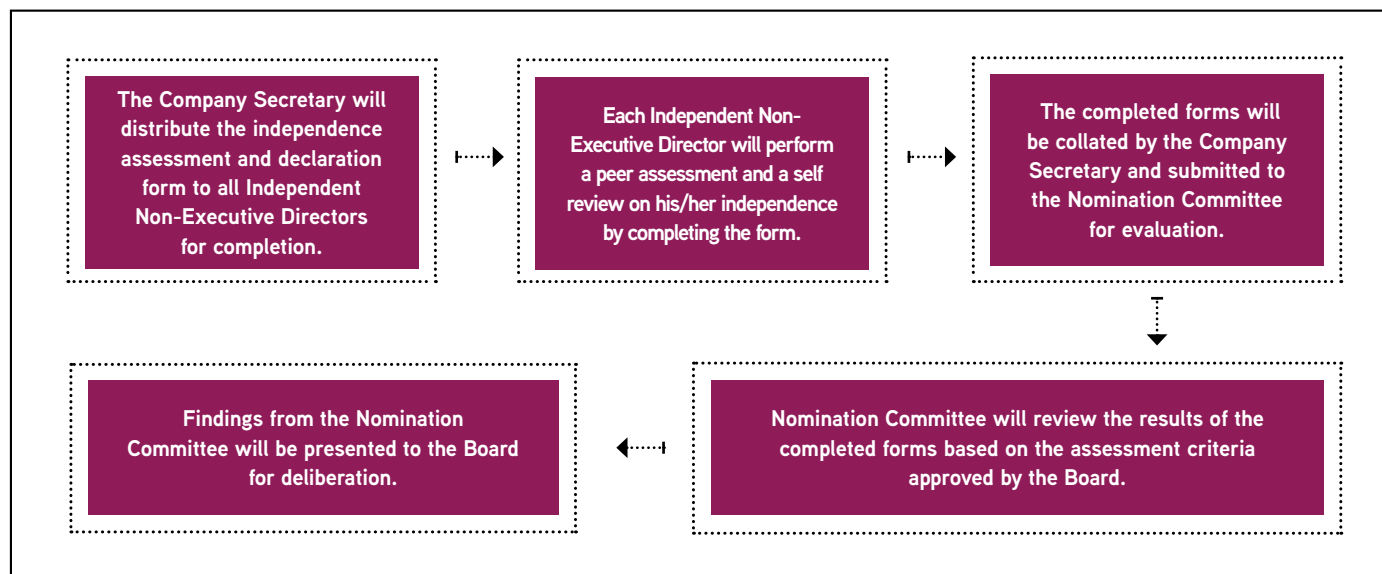 The Company Secretary will
distribute the independence
assessment and declaration
form to all Independent
Non-Executive Directors
for completion.
Each Independent Non-
Executive Director will perform
a peer assessment and a self
review on his/her independence
by completing the form.
The completed forms will
be collated by the Company
Secretary and submitted to
the Nomination Committee
for evaluation.
Nomination Committee will review the results of the
completed forms based on the assessment criteria
approved by the Board.
Findings from the Nomination
Committee will be presented to the Board
for deliberation.